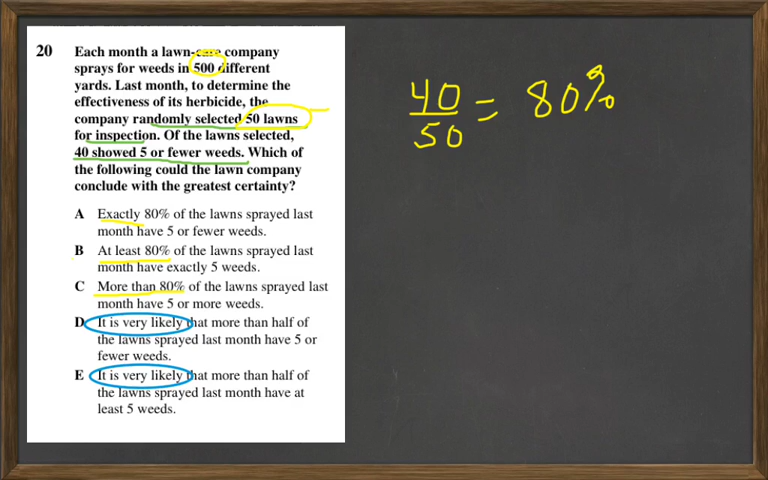 20 Each month a lawn-care company
sprays for weeds in 500 different
yards. Last month, to determine the
effectiveness of its herbicide, the
company randomly selected 50 lawns
for inspection. Of the lawns selected,
40 showed 5 or fewer weeds. Which of
the following could the lawn company
conclude with the greatest certainty?
A Exactly 80% of the lawns sprayed last
month have 5 or fewer weeds.
B At least 80% of the lawns sprayed last
month have exactly 5 weeds.
C More than 80% of the lawns sprayed last
month have 5 or more weeds.
D It is very likely that more than half of
the lawns sprayed last month have 5 or
fewer weeds.
E It is very likely that more than half of
the lawns sprayed last month have at
least 5 weeds.
40/50 = 80%